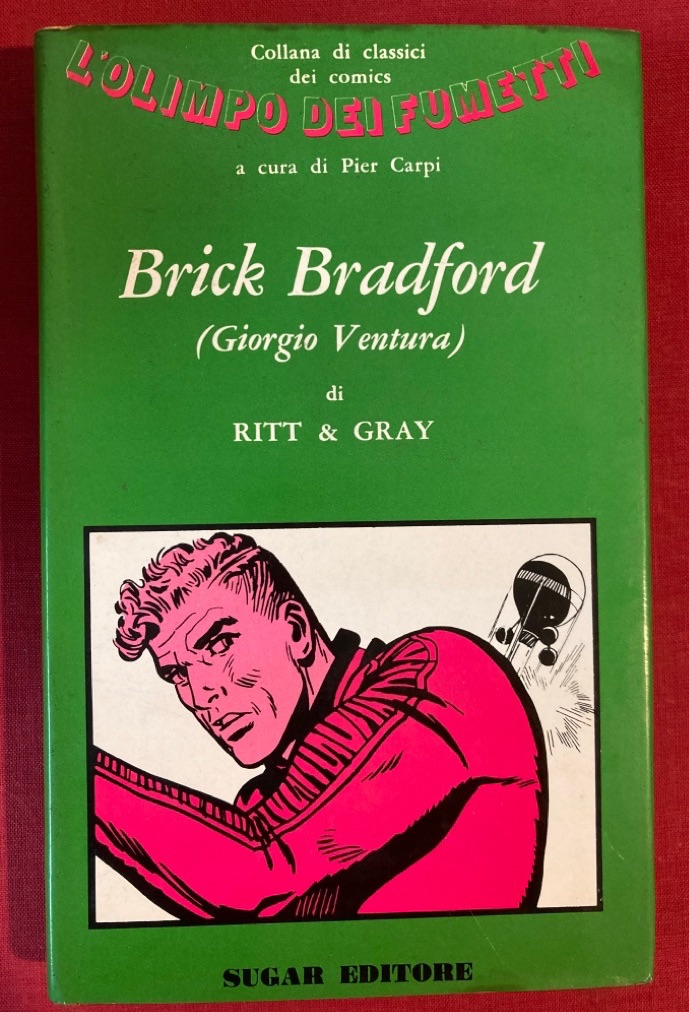 Collana di classici
dei comics
L'OLIMPO DEI FUMETTI
a cura di Pier Carpi
Brick Bradford
(Giorgio Ventura)
di
RITT & GRAY
SUGAR EDITORE